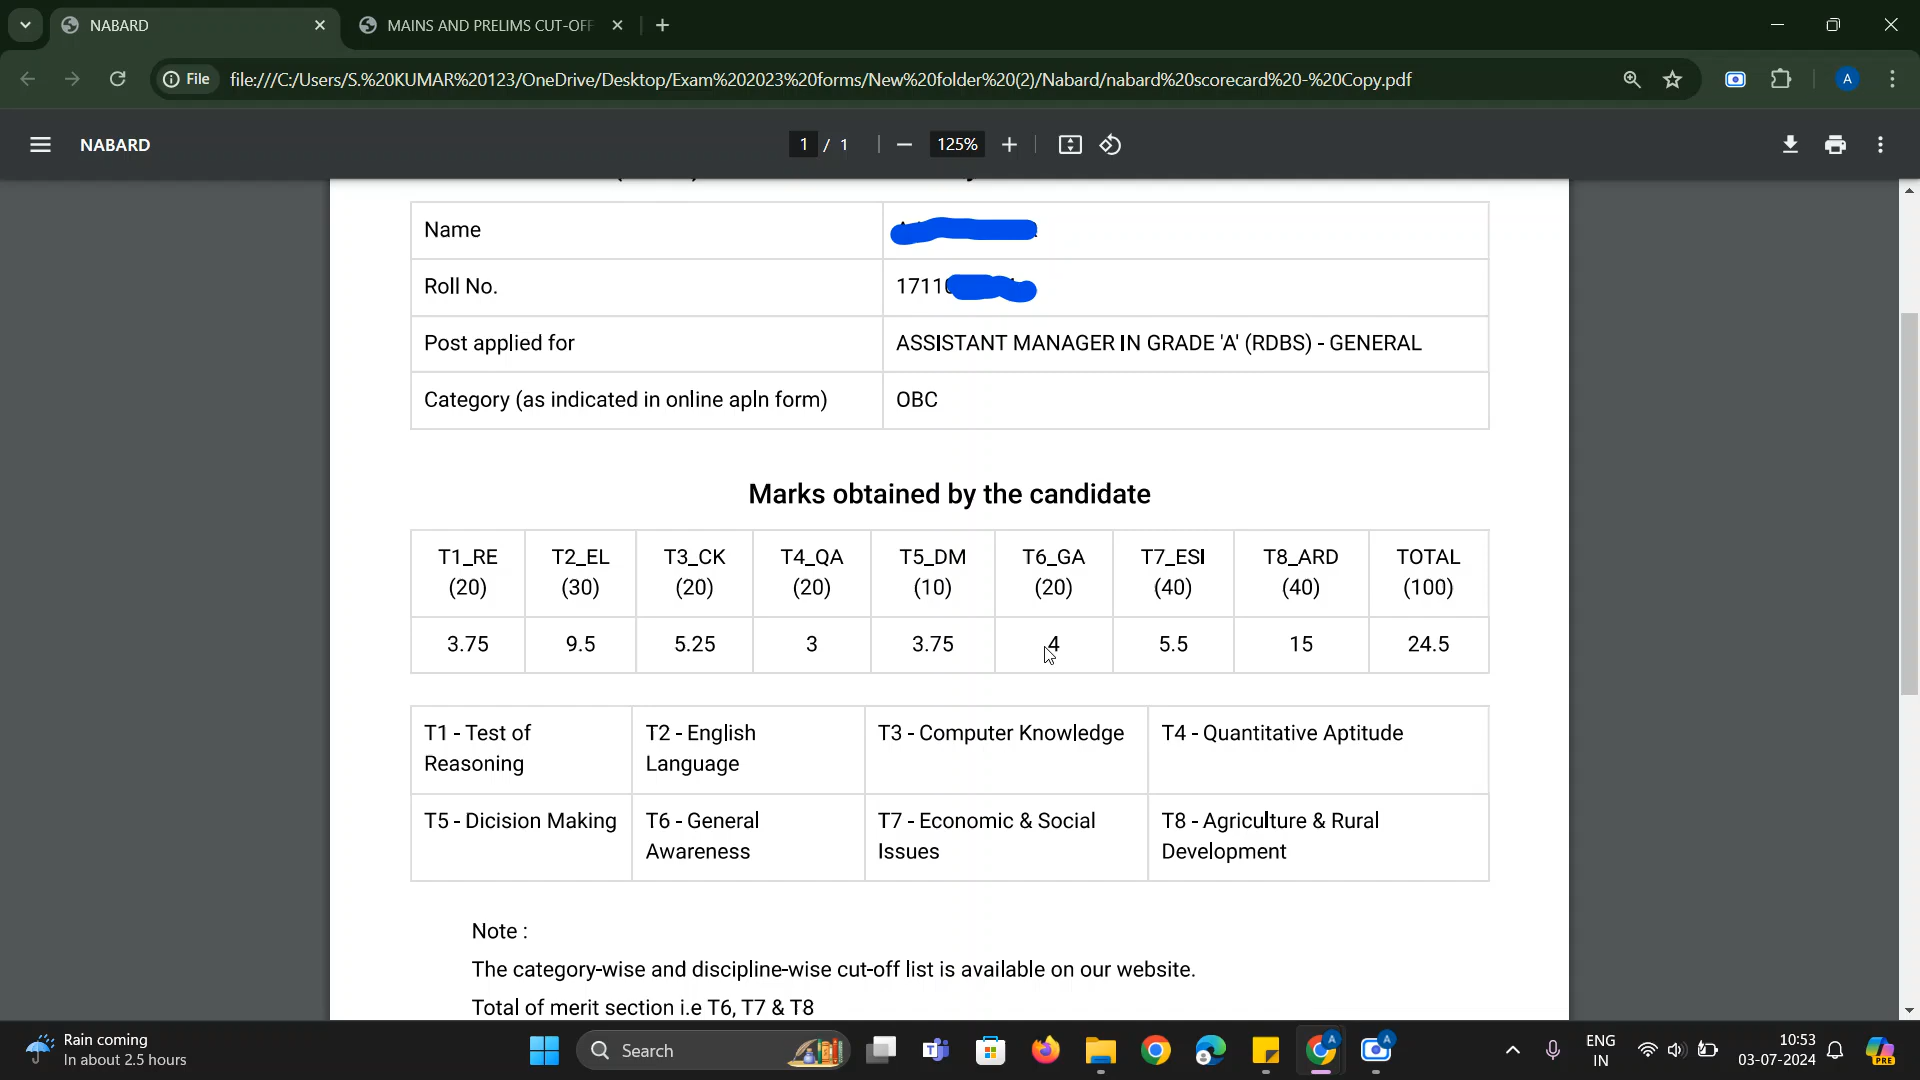 NABARD
MAINS AND PRELIMS CUT-OFF
File
file:///C:/Users/S.%20KUMAR%20123/OneDrive/Desktop/Exam%202023%20forms/New%20folder%20(2)/Nabard/nabard%20scorecard%20-%20Copy.pdf
A
NABARD
1 / 1
125%
Name
Roll No.
1711
Post applied for
ASSISTANT MANAGER IN GRADE 'A' (RDBS) - GENERAL
Category (as indicated in online apln form)
OBC
Marks obtained by the candidate
T1_RE (20) T2_EL (30) T3_CK (20) T4_QA (20) T5_DM (10) T6_GA (20) T7_ESI (40) T8_ARD (40) TOTAL (100)
3.75 9.5 5.25 3 3.75 4 5.5 15 24.5
T1 - Test of
Reasoning
T2 - English
Language
T3 - Computer Knowledge
T4 - Quantitative Aptitude
T5 - Dicision Making
T6 - General
Awareness
T7 - Economic & Social
Issues
T8 - Agriculture & Rural
Development
Note :
The category-wise and discipline-wise cut-off list is available on our website.
Total of merit section i.e T6, T7 & T8
Rain coming
In about 2.5 hours
Search
ENG
IN
10:53
03-07-2024
PRE